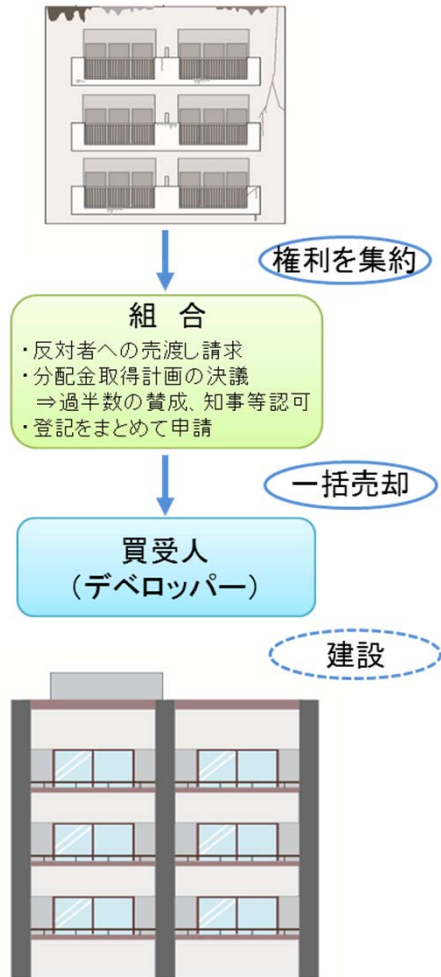 権利を集約
組 合
・反対者への売渡し請求
・分配金取得計画の決議
⇒過半数の賛成、知事等認可
・登記をまとめて申請
一括売却
買受人
（デベロッパー）
建設